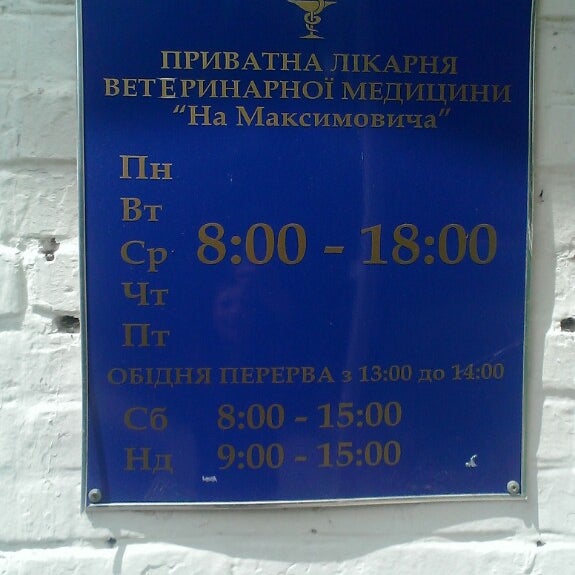 ПРИВАТНА ЛІКАРНЯ
ВЕТЕРИНАРНОЇ МЕДИЦИНИ
“На Максимовича”
Пн
Вт
Ср 8:00 - 18:00
Чт
Пт
ОБІДНЯ ПЕРЕРВА з 13:00 до 14:00
Сб 8:00 - 15:00
Нд 9:00 - 15:00